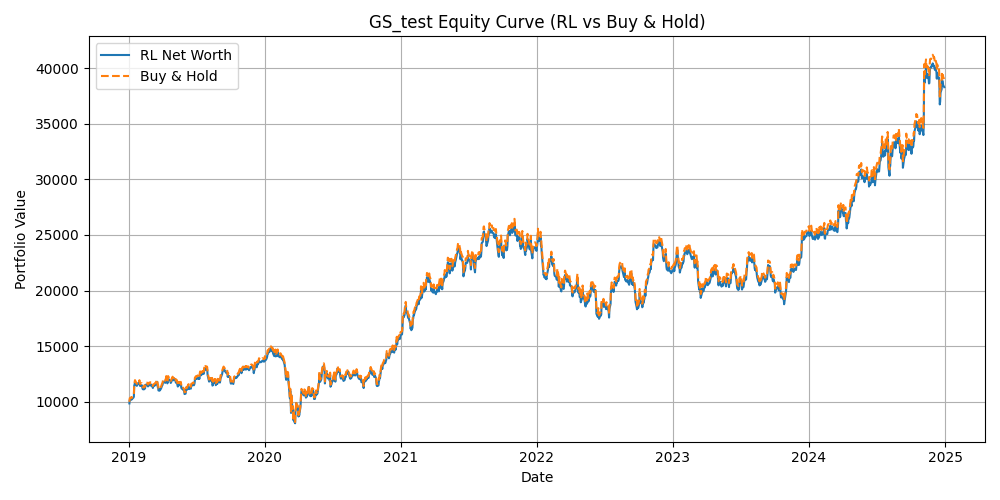 GS_test Equity Curve (RL vs Buy & Hold)
RL Net Worth
Buy & Hold
40000
35000
30000
25000
20000
15000
10000
Portfolio Value
2019 2020 2021 2022 2023 2024 2025
Date